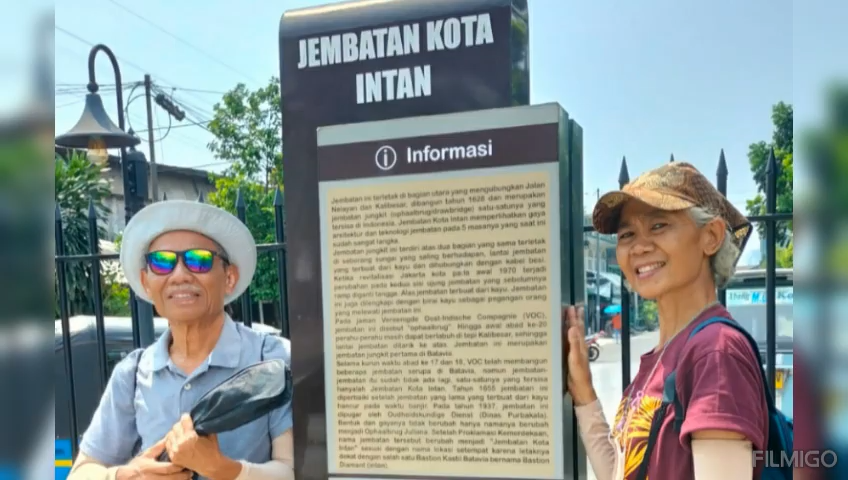 JEMBATAN KOTA
INTAN
i Informasi
Jembatan ini terletak di bagian utara yang mengubungkan Jalan
Nelayan dan Kalibesar, dibangun tahun 1628 dan merupakan
jembatan jungkit (ophaalbrug/drawbridge) satu-satunya yang
tersisa di Indonesia. Jembatan Kota Intan memperlihatkan gaya
arsitektur dan teknologi jembatan pada masanya yang saat ini
sudah sangat langka.
Jembatan jungkit ini terdiri atas dua bagian yang sama terletak
di seberang sungai yang saling berhadapan, lantai jembatan
yang terbuat dari kayu dan dihubungkan dengan kabel besi.
Ketika revitalisasi Jakarta pada awal 1970 terjadi
perubahan pada kedua sisi ujung jembatan yang sebelumnya
ramp diganti tangga. Alas jembatan terbuat dari kayu. Jembatan
ini juga dilengkapi dengan birai kayu sebagai pegangan orang
yang melewati jembatan ini.
Pada jaman Vereenigde Oost-Indische Compagnie (VOC),
jembatan ini disebut "ophaalbrug". Hingga awal abad ke-20
perahu-perahu masih dapat berlabuh di tepi Kalibesar, sehingga
lantai jembatan ditarik ke atas. Jembatan ini merupakan
jembatan jungkit pertama di Batavia.
Selama kurun waktu abad ke 17 dan 18, VOC telah membangun
beberapa jembatan serupa di Batavia, namun jembatan-
jembatan itu sudah tidak ada lagi, satu-satunya yang tersisa
hanyalah Jembatan Kota Intan. Tahun 1655 jembatan ini
diperbaiki setelah jembatan yang lama yang terbuat dari kayu
hancur pada waktu banjir. Pada tahun 1937, jembatan ini
dipugar oleh Oudheidskundige Dienst (Dinas Purbakala).
Bentuk dan gayanya tidak berubah hanya namanya berubah
menjadi Ophaalbrug Juliana. Setelah Proklamasi Kemerdekaan,
nama jembatan tersebut berubah menjadi "Jembatan Kota
Intan" sesuai dengan nama lokasi setempat karena letaknya
dekat dengan salah satu Bastion Kastil Batavia bernama Bastion
Diamant (Intan).
FILMIGO